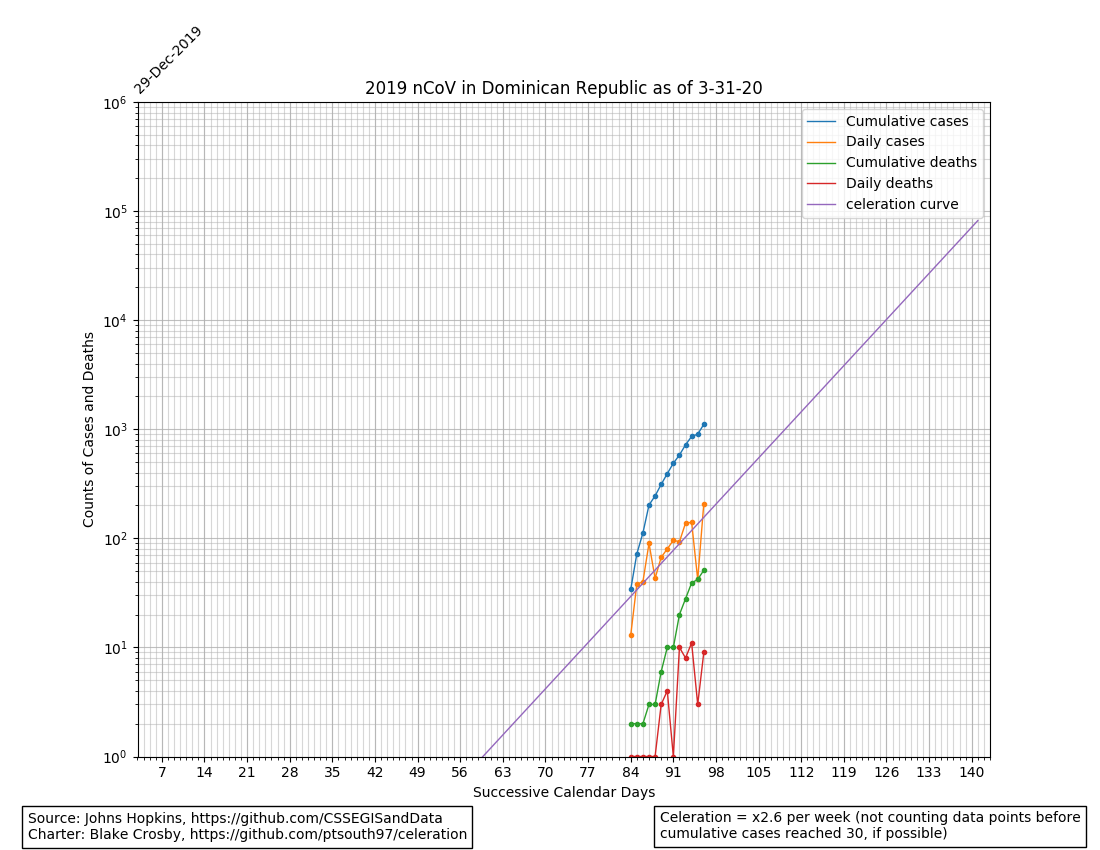 29-Dec-2019
2019 nCoV in Dominican Republic as of 3-31-20
10^6
10^5
10^4
10^3
10^2
10^1
10^0
Counts of Cases and Deaths
Cumulative cases
Daily cases
Cumulative deaths
Daily deaths
celeration curve
7 14 21 28 35 42 49 56 63 70 77 84 91 98 105 112 119 126 133 140
Successive Calendar Days
Source: Johns Hopkins, https://github.com/CSSEGISandData
Charter: Blake Crosby, https://github.com/ptsouth97/celeration
Celeration = x2.6 per week (not counting data points before
cumulative cases reached 30, if possible)